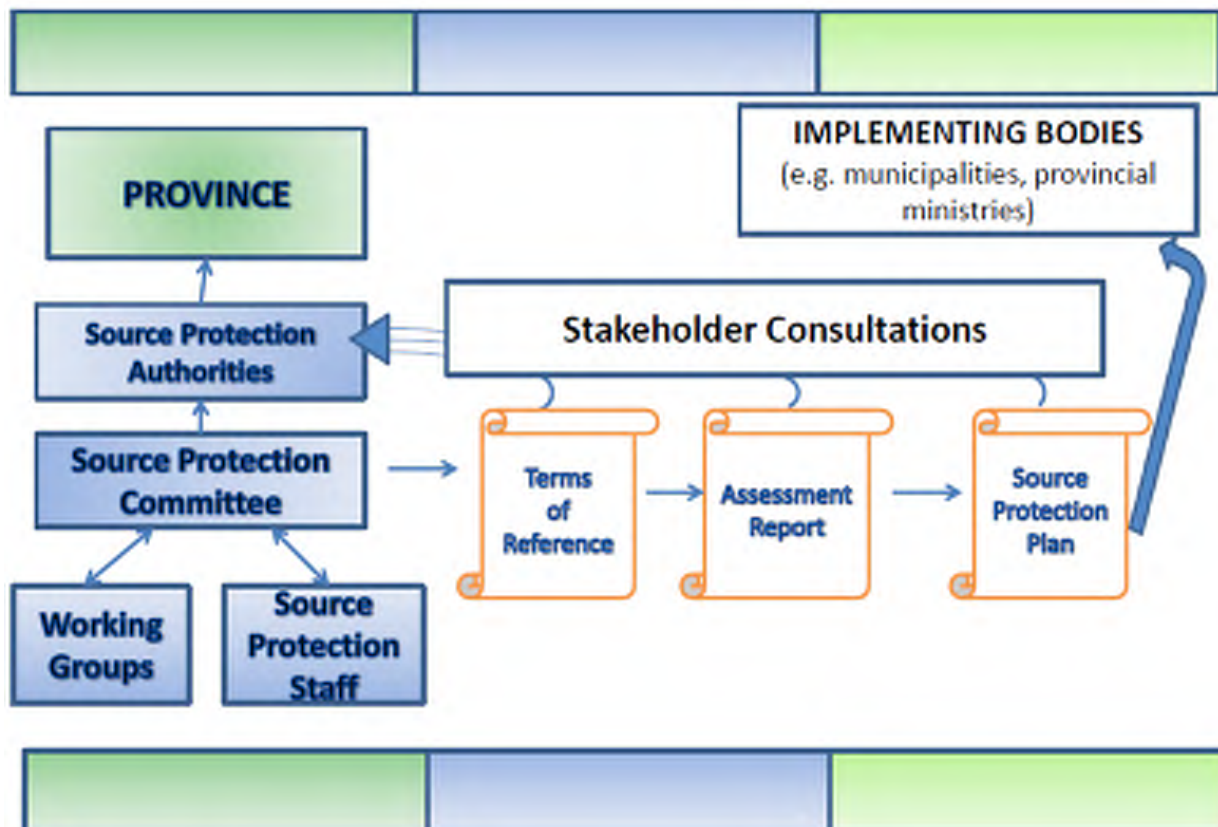 PROVINCE
IMPLEMENTING BODIES
(e.g. municipalities, provincial
ministries)
Source Protection
Authorities
Stakeholder Consultations
Source Protection
Committee
Terms
of
Reference
Assessment
Report
Source
Protection
Plan
Working
Groups
Source
Protection
Staff